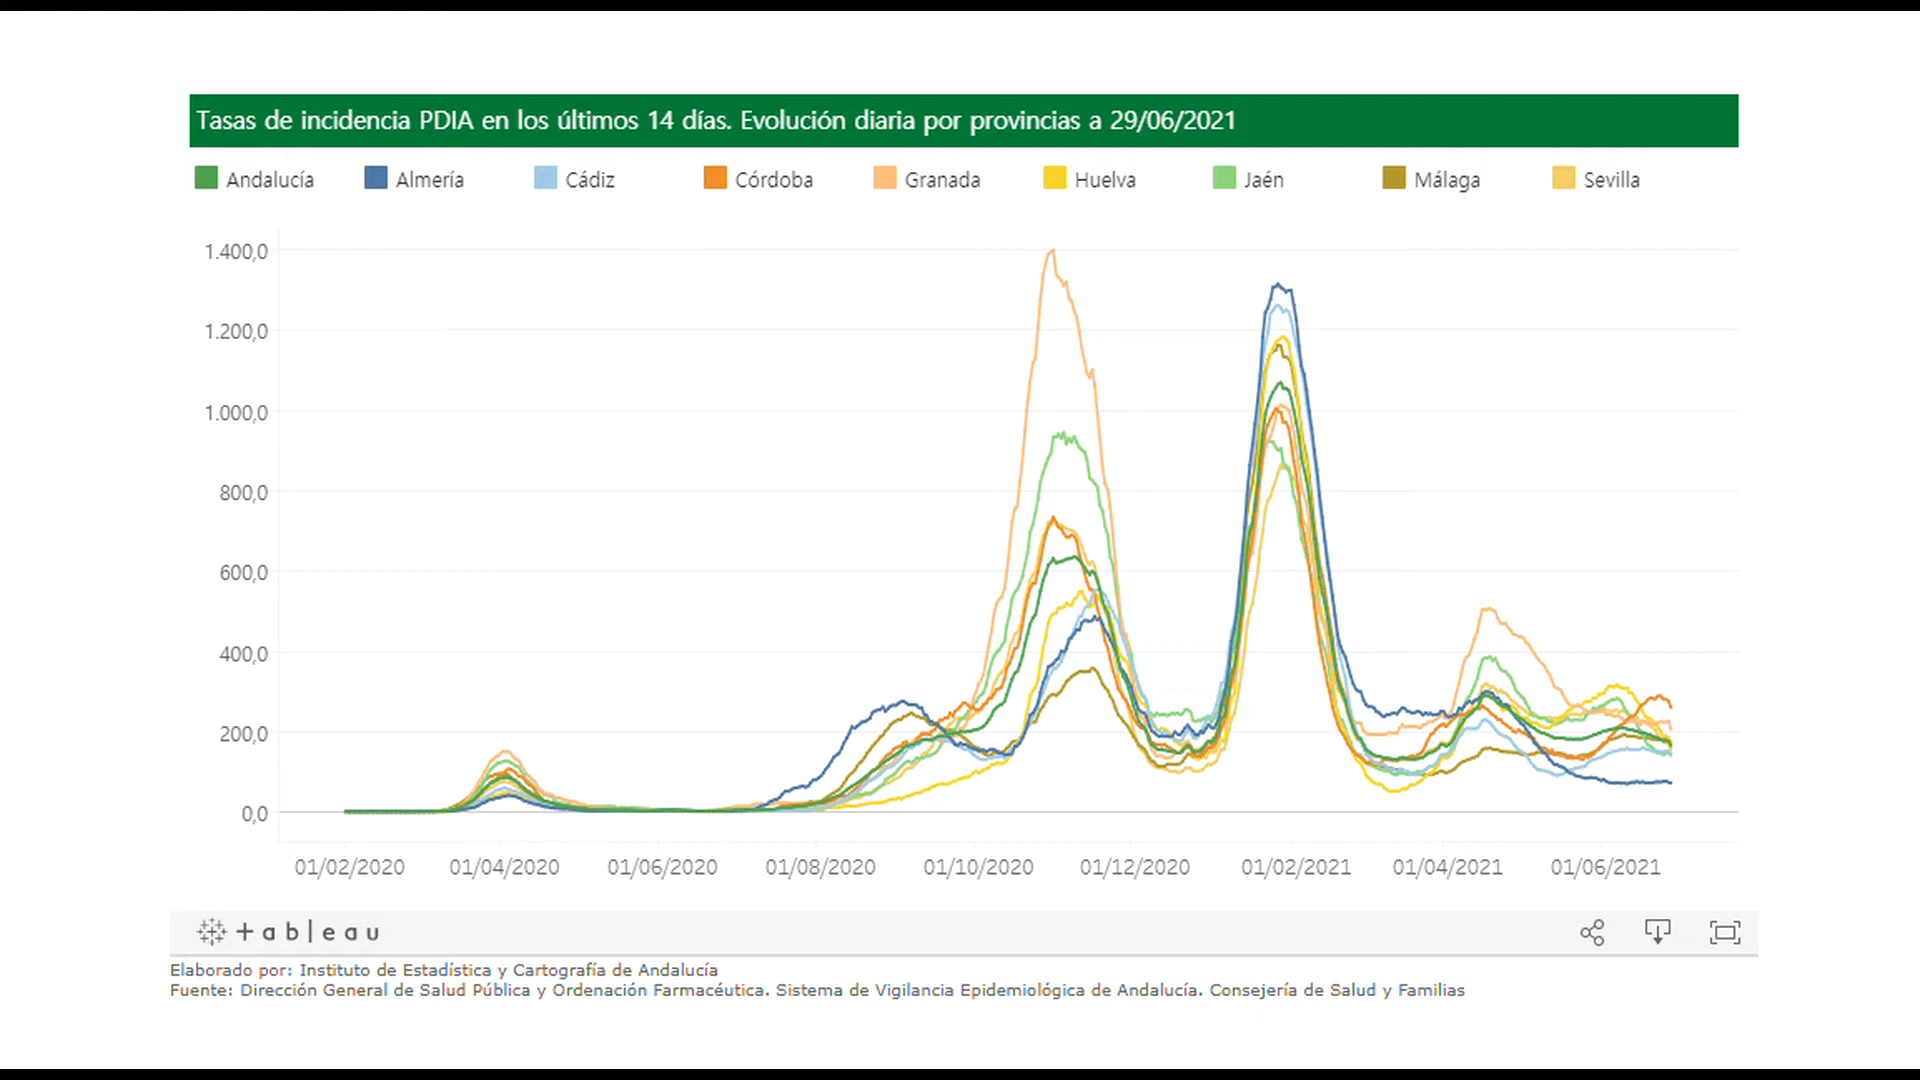 Tasas de incidencia PDIA en los últimos 14 días. Evolución diaria por provincias a 29/06/2021
Andalucía Almería Cádiz Córdoba Granada Huelva Jaén Málaga Sevilla
1.400,0
1.200,0
1.000,0
800,0
600,0
400,0
200,0
0,0
01/02/2020 01/04/2020 01/06/2020 01/08/2020 01/10/2020 01/12/2020 01/02/2021 01/04/2021 01/06/2021
+ a b l e a u
Elaborado por: Instituto de Estadística y Cartografía de Andalucía
Fuente: Dirección General de Salud Pública y Ordenación Farmacéutica. Sistema de Vigilancia Epidemiológica de Andalucía. Consejería de Salud y Familias